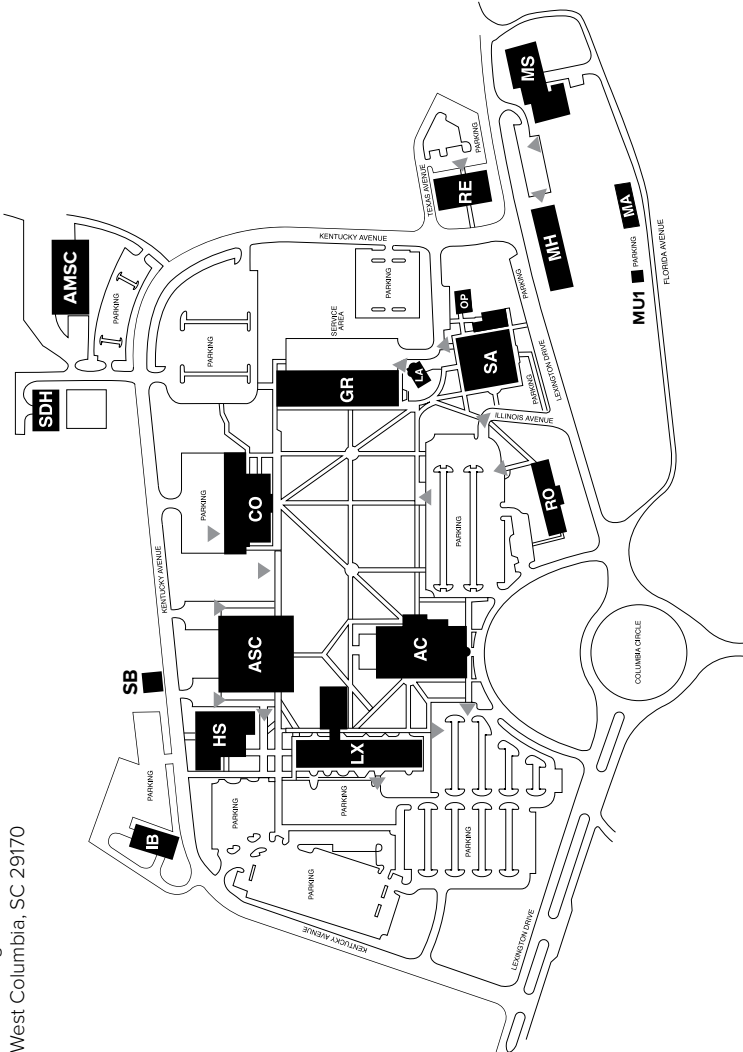 West Columbia, SC 29170
MS
PARKING
RE
TEXAS AVENUE
PARKING
MA
MH
PARKING
MU1
FLORIDA AVENUE
KENTUCKY AVENUE
AMSC
PARKING
PARKING
OP
PARKING
SERVICE
AREA
LA
SA
PARKING
LEXINGTON DRIVE
SDH
PARKING
GR
ILLINOIS AVENUE
CO
PARKING
PARKING
RO
KENTUCKY AVENUE
ASC
AC
COLUMBIA CIRCLE
SB
HS
LX
PARKING
IB
PARKING
PARKING
PARKING
PARKING
KENTUCKY AVENUE
LEXINGTON DRIVE